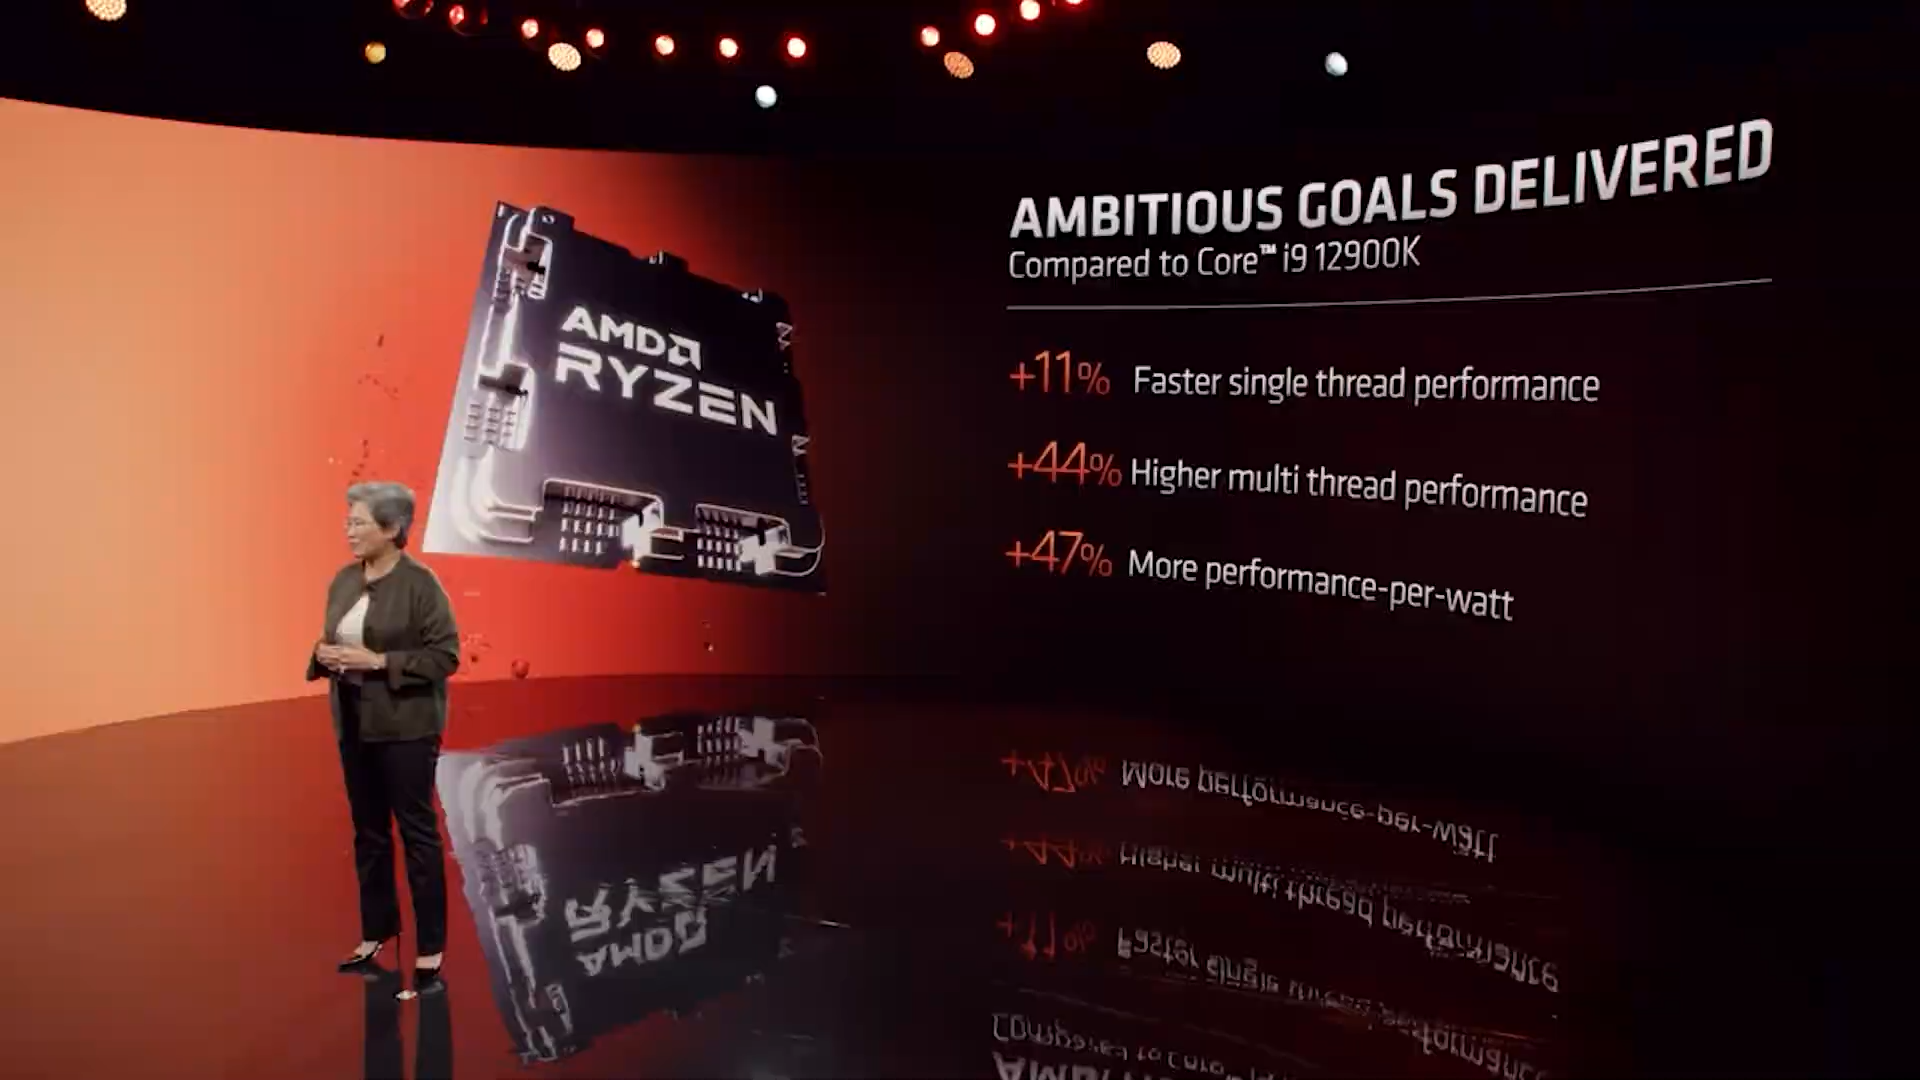 AMBITIOUS GOALS DELIVERED
Compared to Core™ i9 12900K
+11% Faster single thread performance
+44% Higher multi thread performance
+47% More performance-per-watt
AMD
RYZEN